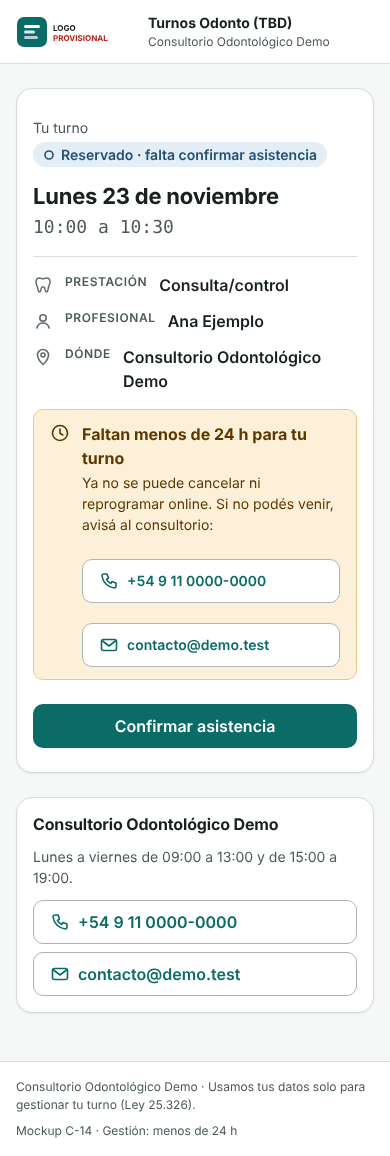 LOGO
PROVISIONAL
Turnos Odonto (TBD)
Consultorio Odontológico Demo
Tu turno
Reservado · falta confirmar asistencia
Lunes 23 de noviembre
10:00 a 10:30
PRESTACIÓN Consulta/control
PROFESIONAL Ana Ejemplo
DÓNDE Consultorio Odontológico
Demo
Faltan menos de 24 h para tu
turno
Ya no se puede cancelar ni
reprogramar online. Si no podés venir,
avisá al consultorio:
+54 9 11 0000-0000
contacto@demo.test
Confirmar asistencia
Consultorio Odontológico Demo
Lunes a viernes de 09:00 a 13:00 y de 15:00 a
19:00.
+54 9 11 0000-0000
contacto@demo.test
Consultorio Odontológico Demo · Usamos tus datos solo para
gestionar tu turno (Ley 25.326).
Mockup C-14 · Gestión: menos de 24 h